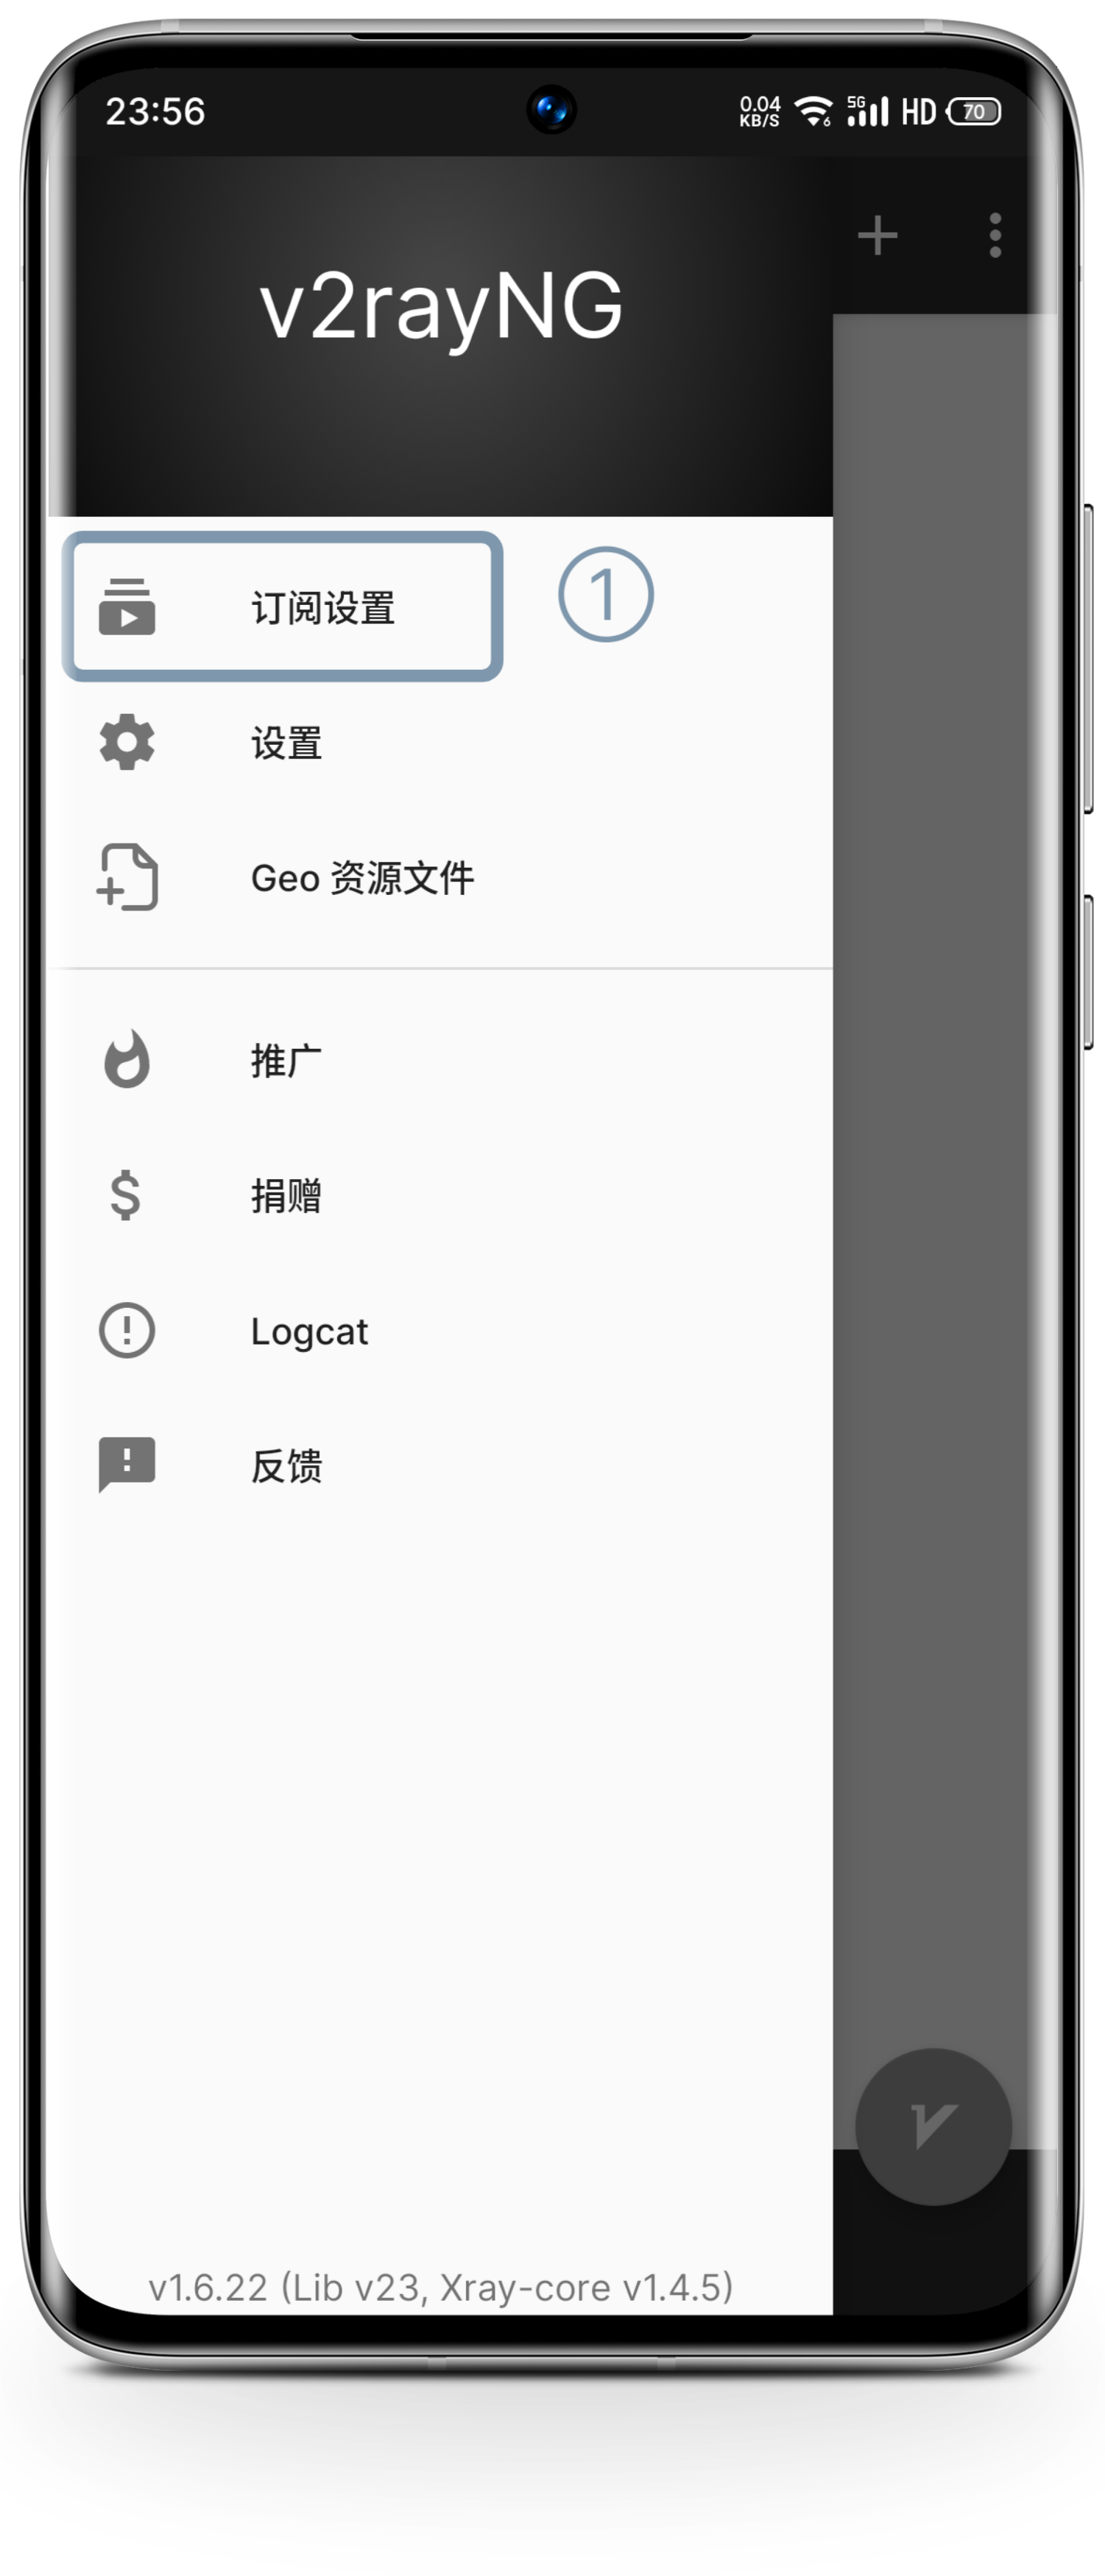 23:56
0.04
KB/S
6
5G
HD
70
v2rayNG
订阅设置
①
设置
Geo 资源文件
推广
捐赠
Logcat
反馈
v1.6.22 (Lib v23, Xray-core v1.4.5)